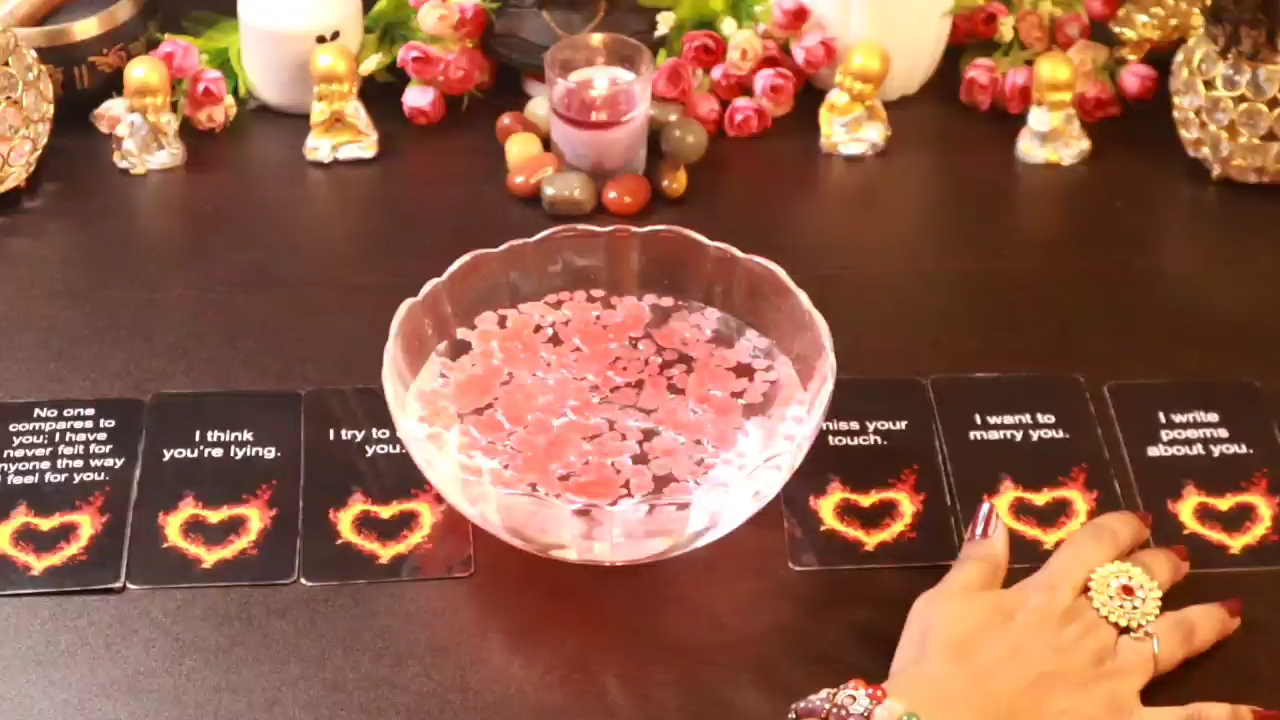 No one
compares to
you; I have
never felt for
nyone the way
I feel for you.
I think
you're lying.
I try to
you.
miss your
touch.
I want to
marry you.
I write
poems
about you.